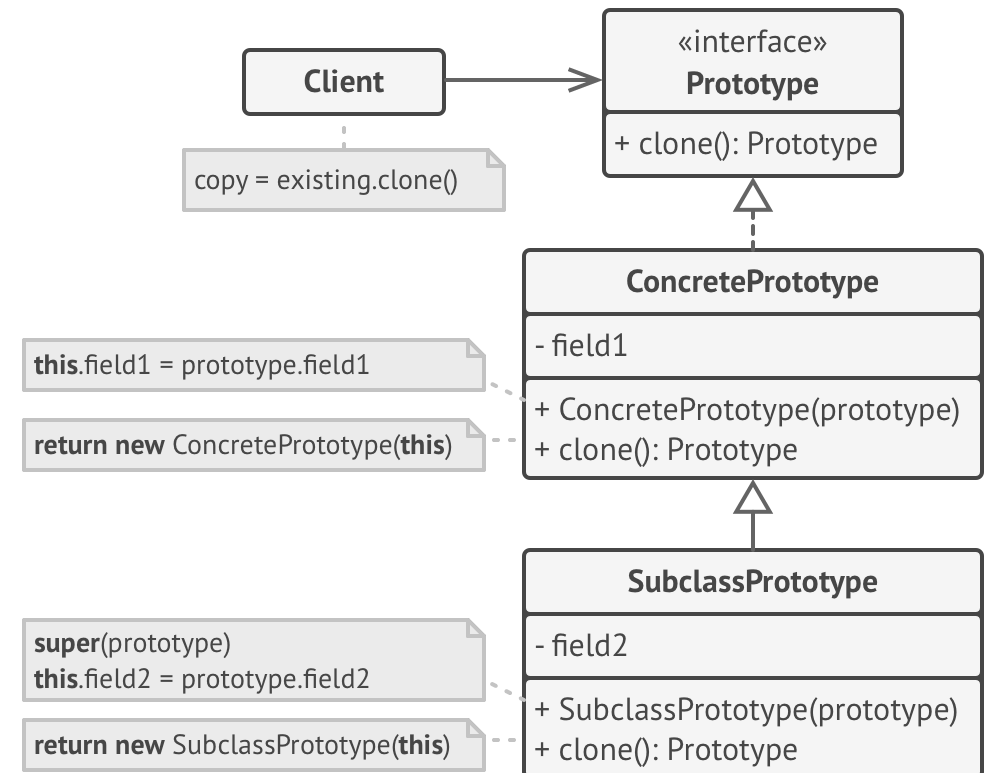 Client
«interface»
Prototype
+ clone(): Prototype
copy = existing.clone()
ConcretePrototype
- field1
this.field1 = prototype.field1
+ ConcretePrototype(prototype)
return new ConcretePrototype(this)
+ clone(): Prototype
SubclassPrototype
- field2
super(prototype)
this.field2 = prototype.field2
+ SubclassPrototype(prototype)
return new SubclassPrototype(this)
+ clone(): Prototype